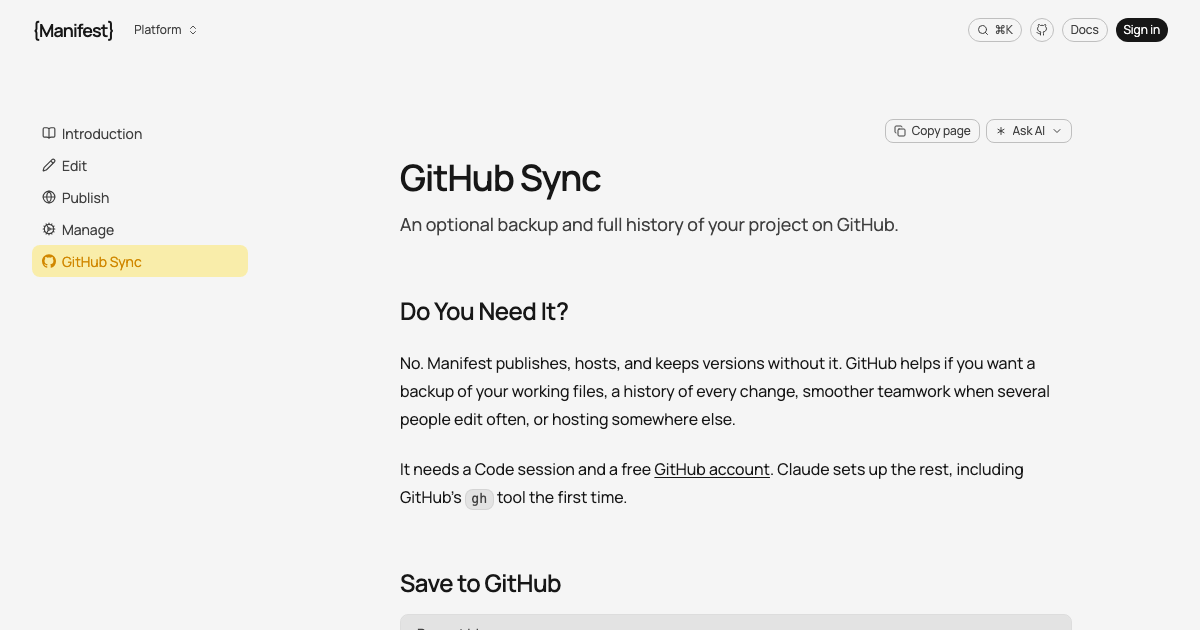 {Manifest}
Platform
⌘K
Docs
Sign in
Introduction
Edit
Publish
Manage
GitHub Sync
Copy page
Ask AI
GitHub Sync
An optional backup and full history of your project on GitHub.
Do You Need It?
No. Manifest publishes, hosts, and keeps versions without it. GitHub helps if you want a
backup of your working files, a history of every change, smoother teamwork when several
people edit often, or hosting somewhere else.
It needs a Code session and a free GitHub account. Claude sets up the rest, including
GitHub's gh tool the first time.
Save to GitHub